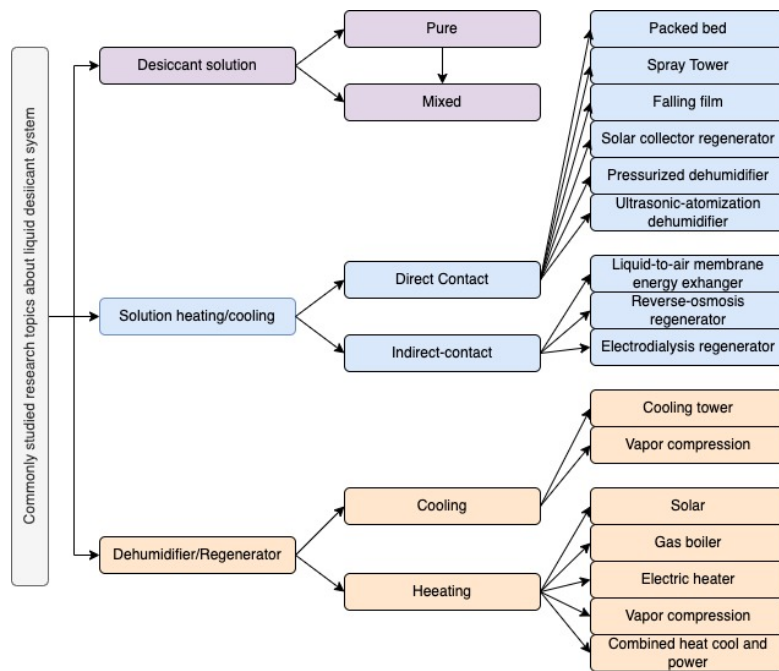 Commonly studied research topics about liquid desiicant system
Desiccant solution
Pure
Mixed
Solution heating/cooling
Direct Contact
Packed bed
Spray Tower
Falling film
Solar collector regenerator
Pressurized dehumidifier
Ultrasonic-atomization
dehumidifier
Indirect-contact
Liquid-to-air membrane
energy exhanger
Reverse-osmosis
regenerator
Electrodialysis regenerator
Dehumidifier/Regenerator
Cooling
Cooling tower
Vapor compression
Heeating
Solar
Gas boiler
Electric heater
Vapor compression
Combined heat cool and
power